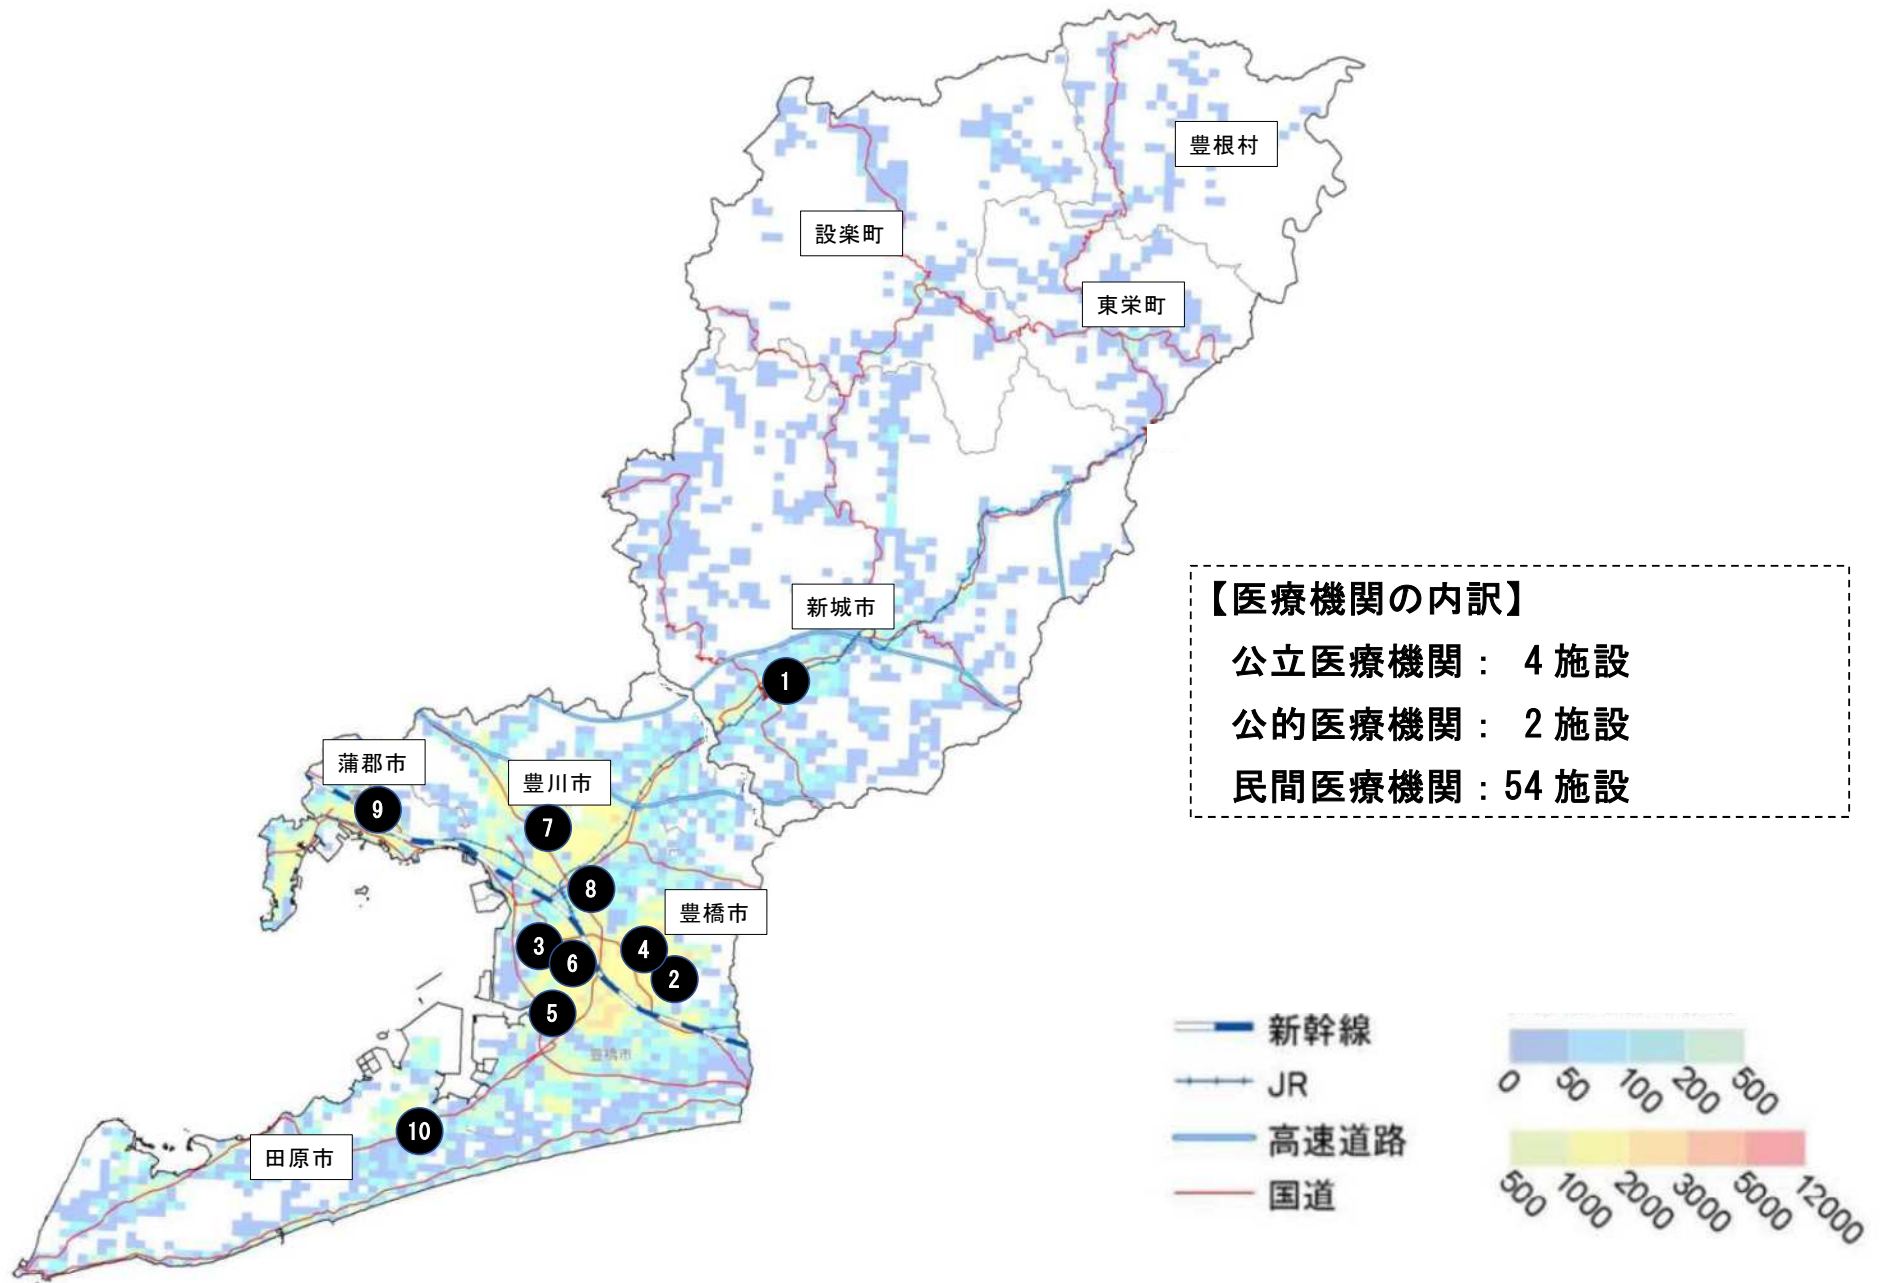 豊根村
設楽町
東栄町
新城市
【医療機関の内訳】
公立医療機関： 4 施設
公的医療機関： 2 施設
民間医療機関：54 施設
1
蒲郡市
豊川市
9
7
8
豊橋市
3
6
4
2
5
豊橋市
10
田原市
新幹線
JR
高速道路
国道
0 50 100 200 500
500 1000 2000 3000 5000 12000